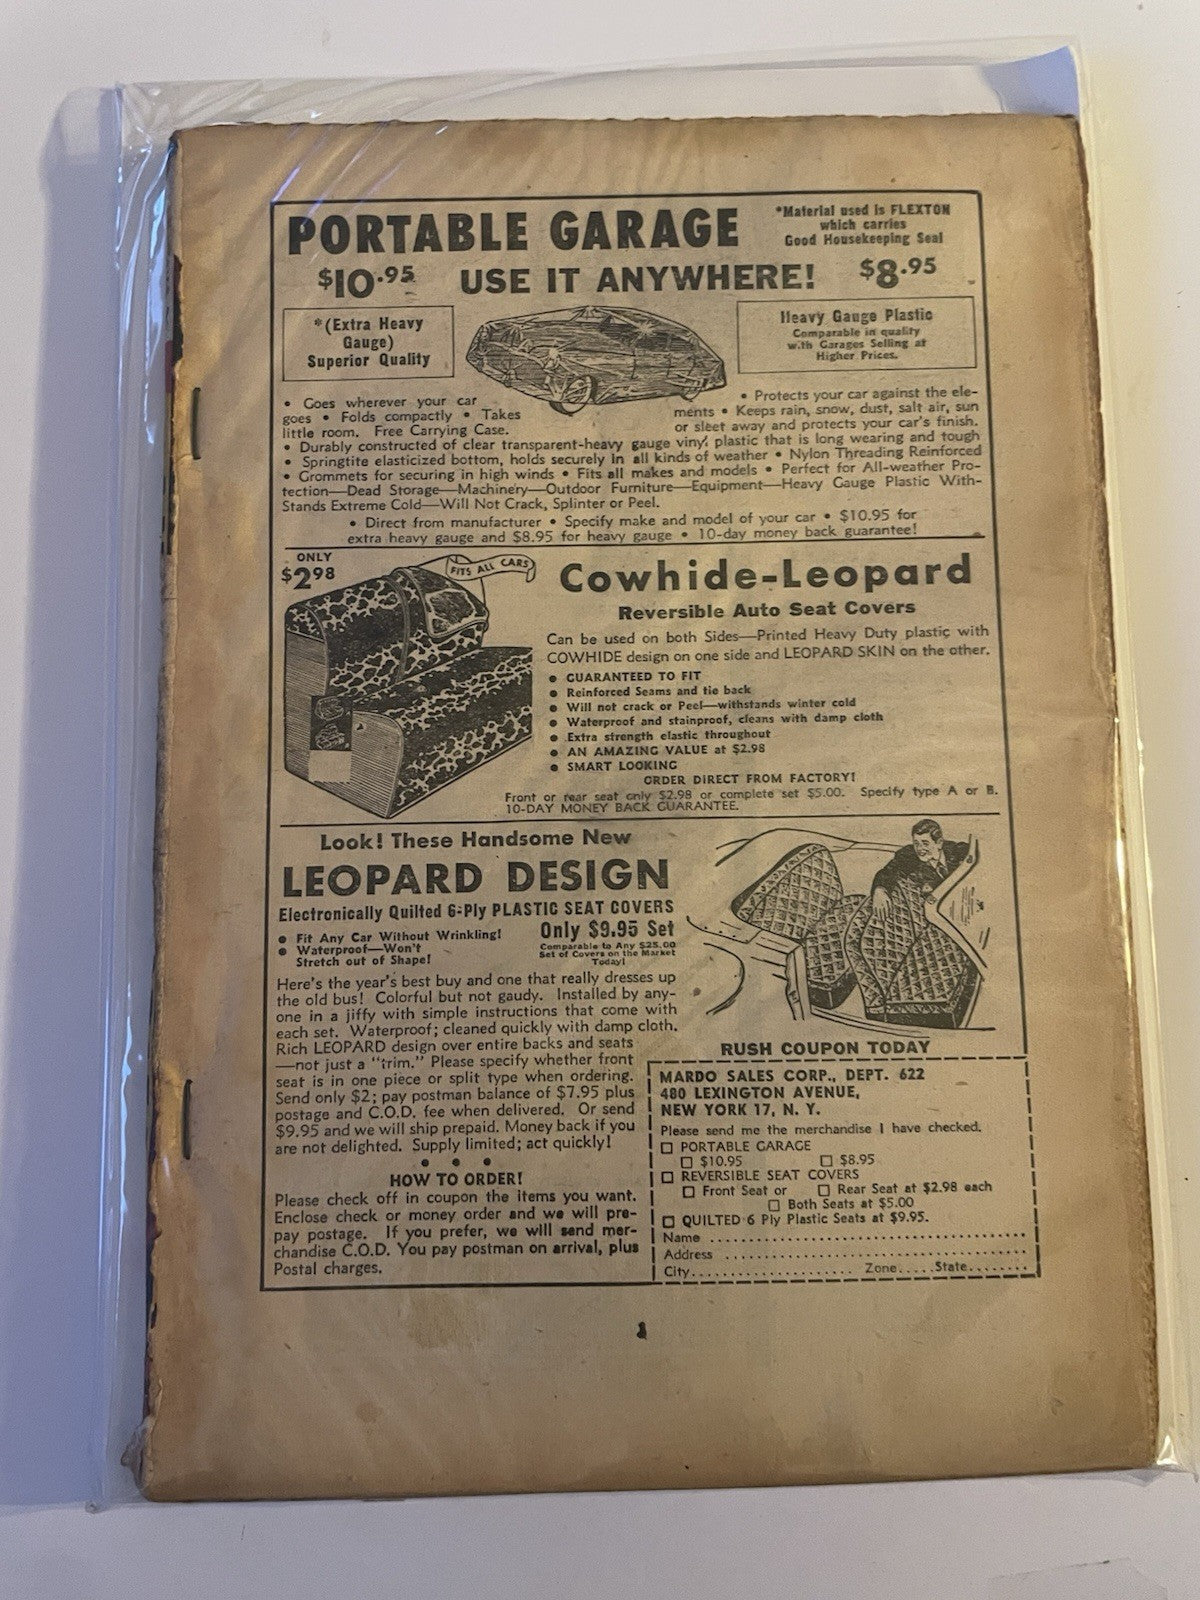 PORTABLE GARAGE
*Material used is FLEXTON
which carries
Good Housekeeping Seal
$10.95 USE IT ANYWHERE! $8.95
*(Extra Heavy
Gauge)
Superior Quality
Heavy Gauge Plastic
Comparable in quality
with Garages Selling at
Higher Prices.
• Goes wherever your car
goes • Folds compactly • Takes
little room. Free Carrying Case.
• Protects your car against the ele-
ments • Keeps rain, snow, dust, salt air, sun
or sleet away and protects your car's finish.
• Durably constructed of clear transparent-heavy gauge vinyl plastic that is long wearing and tough
• Springtite elasticized bottom, holds securely in all kinds of weather • Nylon Threading Reinforced
• Grommets for securing in high winds • Fits all makes and models • Perfect for All-weather Pro-
tection—Dead Storage—Machinery—Outdoor Furniture—Equipment—Heavy Gauge Plastic With-
Stands Extreme Cold—Will Not Crack, Splinter or Peel.
• Direct from manufacturer • Specify make and model of your car • $10.95 for
extra heavy gauge and $8.95 for heavy gauge • 10-day money back guarantee!
ONLY
$2.98
FITS ALL CARS
Cowhide-Leopard
Reversible Auto Seat Covers
Can be used on both Sides—Printed Heavy Duty plastic with
COWHIDE design on one side and LEOPARD SKIN on the other.
• GUARANTEED TO FIT
• Reinforced Seams and tie back
• Will not crack or Peel—withstands winter cold
• Waterproof and stainproof, cleans with damp cloth
• Extra strength elastic throughout
• AN AMAZING VALUE at $2.98
• SMART LOOKING
ORDER DIRECT FROM FACTORY!
Front or rear seat only $2.98 or complete set $5.00. Specify type A or B.
10-DAY MONEY BACK GUARANTEE.
Look! These Handsome New
LEOPARD DESIGN
Electronically Quilted 6-Ply PLASTIC SEAT COVERS
• Fit Any Car Without Wrinkling!
• Waterproof—Won't
Stretch out of Shape!
Only $9.95 Set
Comparable to Any $25.00
Set of Covers on the Market
Today!
Here's the year's best buy and one that really dresses up
the old bus! Colorful but not gaudy. Installed by any-
one in a jiffy with simple instructions that come with
each set. Waterproof; cleaned quickly with damp cloth.
Rich LEOPARD design over entire backs and seats
—not just a "trim." Please specify whether front
seat is in one piece or split type when ordering.
Send only $2; pay postman balance of $7.95 plus
postage and C.O.D. fee when delivered. Or send
$9.95 and we will ship prepaid. Money back if you
are not delighted. Supply limited; act quickly!
• • •
HOW TO ORDER!
Please check off in coupon the items you want.
Enclose check or money order and we will pre-
pay postage. If you prefer, we will send mer-
chandise C.O.D. You pay postman on arrival, plus
Postal charges.
RUSH COUPON TODAY
MARDO SALES CORP., DEPT. 622
480 LEXINGTON AVENUE,
NEW YORK 17, N. Y.
Please send me the merchandise I have checked.
□ PORTABLE GARAGE
□ $10.95 □ $8.95
□ REVERSIBLE SEAT COVERS
□ Front Seat or □ Rear Seat at $2.98 each
□ Both Seats at $5.00
□ QUILTED 6 Ply Plastic Seats at $9.95.
Name
Address
City Zone State